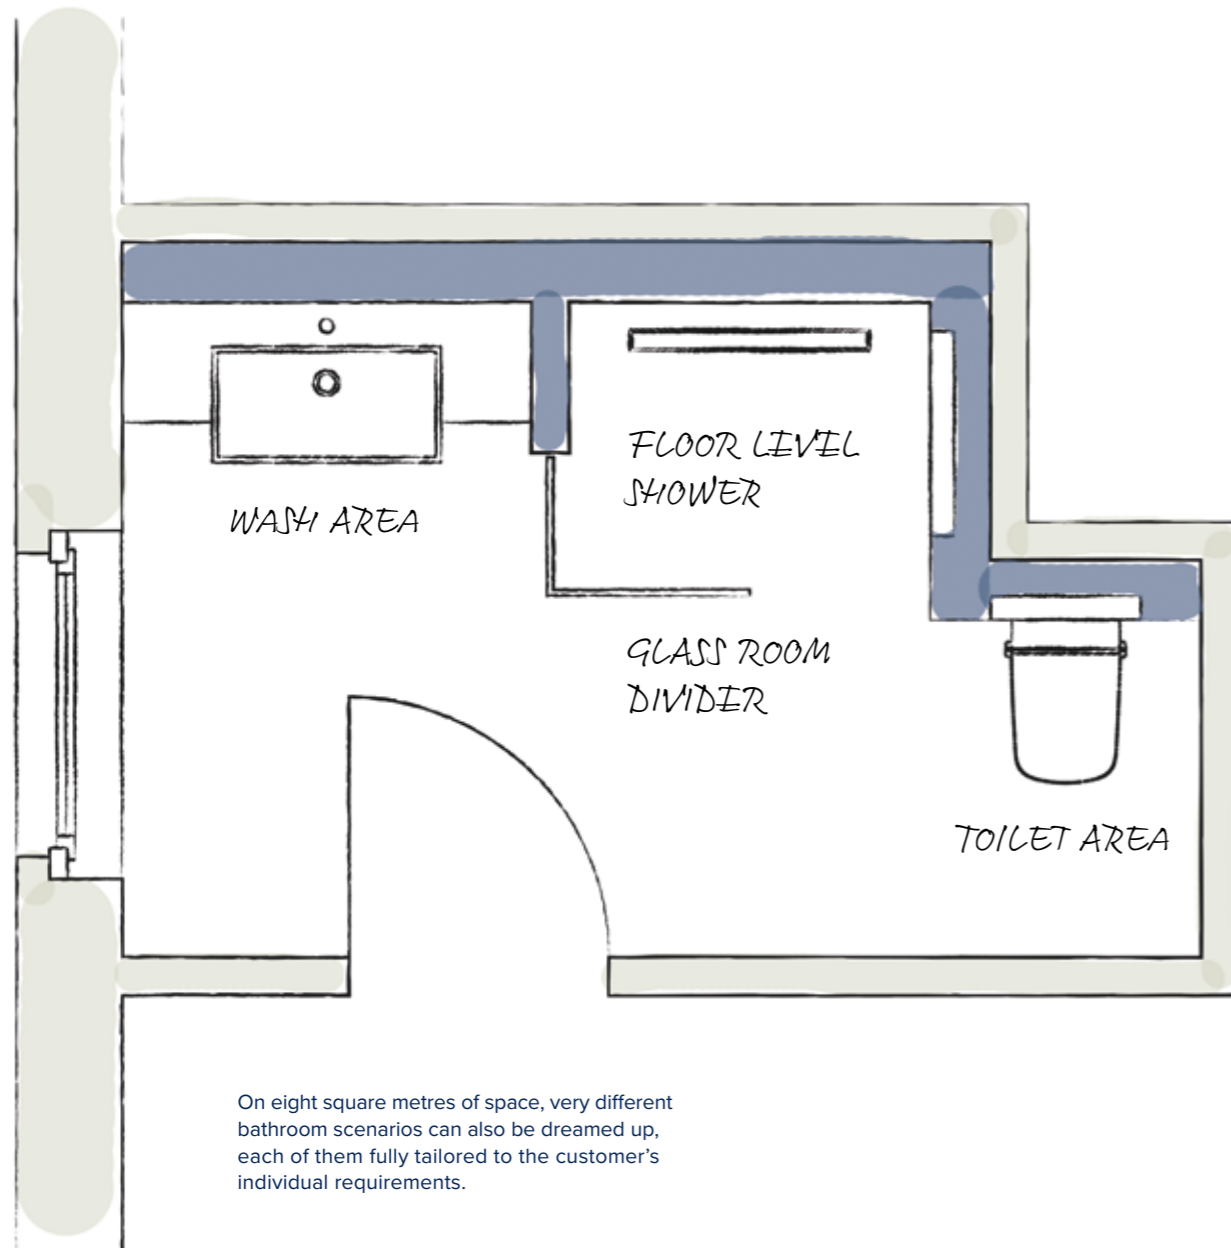 FLOOR LEVEL
SHOWER
WASH AREA
GLASS ROOM
DIVIDER
TOILET AREA
On eight square metres of space, very different
bathroom scenarios can also be dreamed up,
each of them fully tailored to the customer’s
individual requirements.